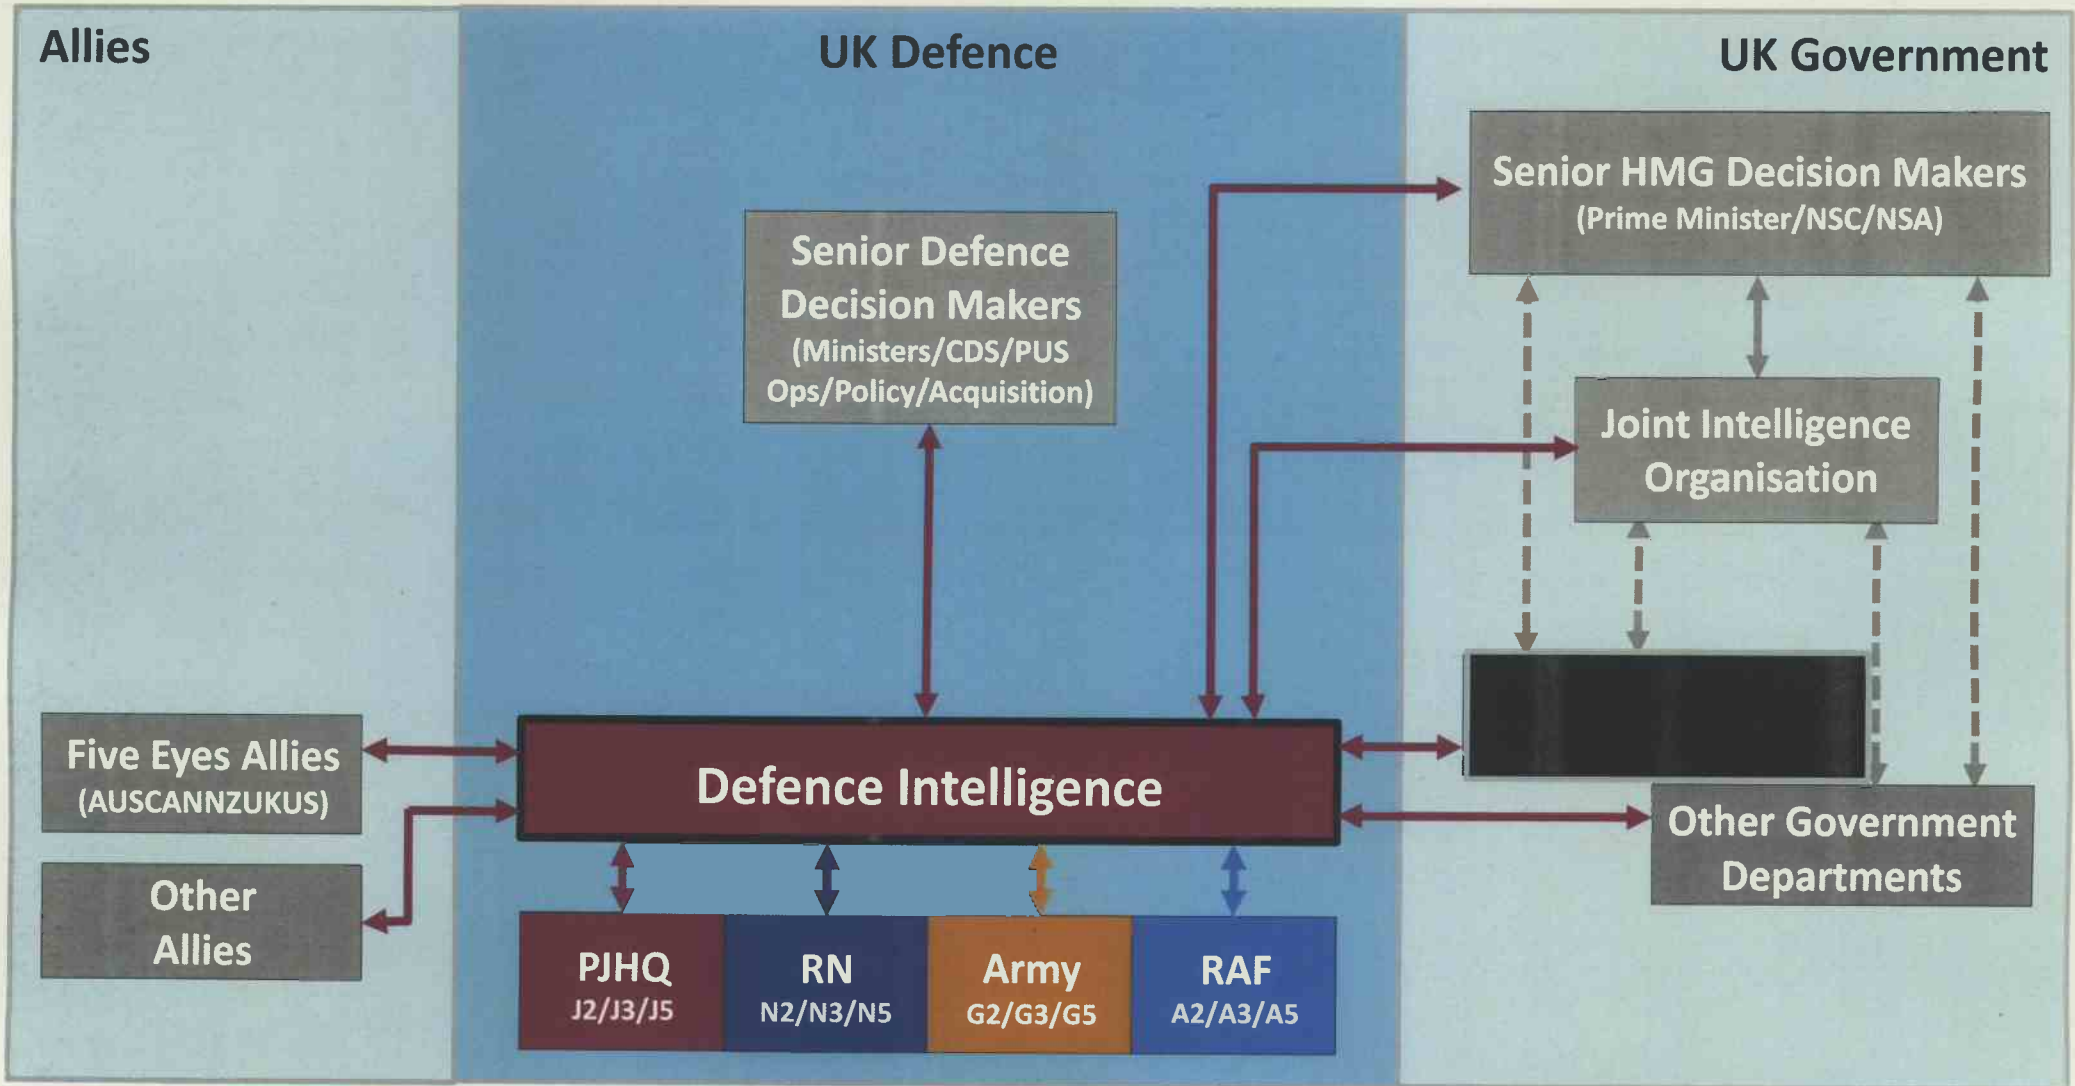 Allies
UK Defence
UK Government
Senior HMG Decision Makers
(Prime Minister/NSC/NSA)
Senior Defence
Decision Makers
(Ministers/CDS/PUS
Ops/Policy/Acquisition)
Joint Intelligence
Organisation
Five Eyes Allies
(AUSCANNZUKUS)
Defence Intelligence
Other Government
Departments
Other
Allies
PJHQ
J2/J3/J5
RN
N2/N3/N5
Army
G2/G3/G5
RAF
A2/A3/A5